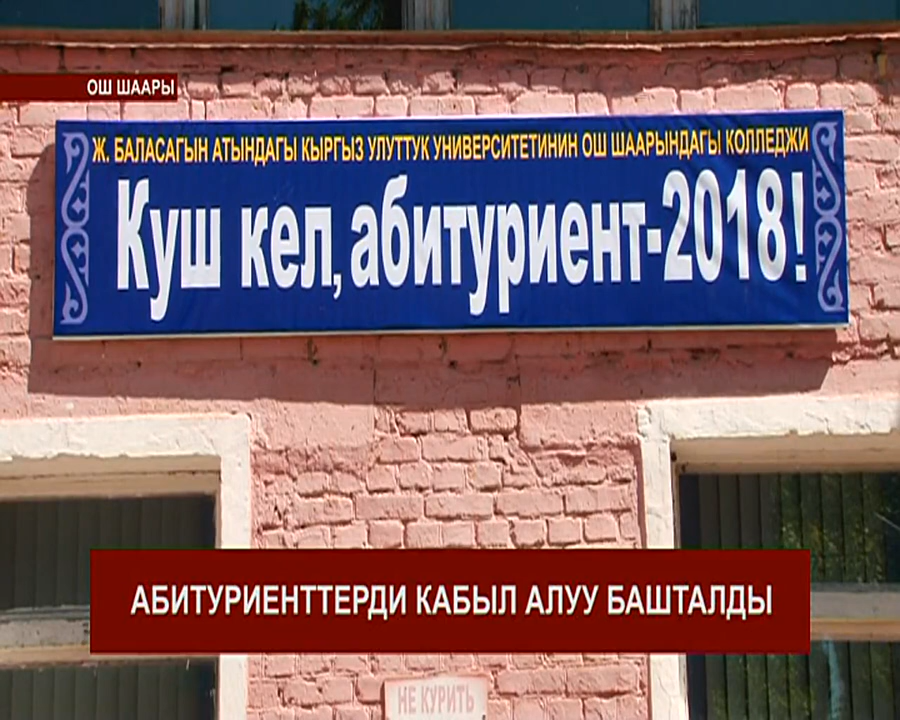 ОШ ШААРЫ
Ж. БАЛАСАГЫН АТЫНДАГЫ КЫРГЫЗ УЛУТТУК УНИВЕРСИТЕТИНИН ОШ ШААРЫНДАГЫ КОЛЛЕДЖИ
Куш кел, абитуриент-2018!
АБИТУРИЕНТТЕРДИ КАБЫЛ АЛУУ БАШТАЛДЫ
НЕ КУРИТЬ